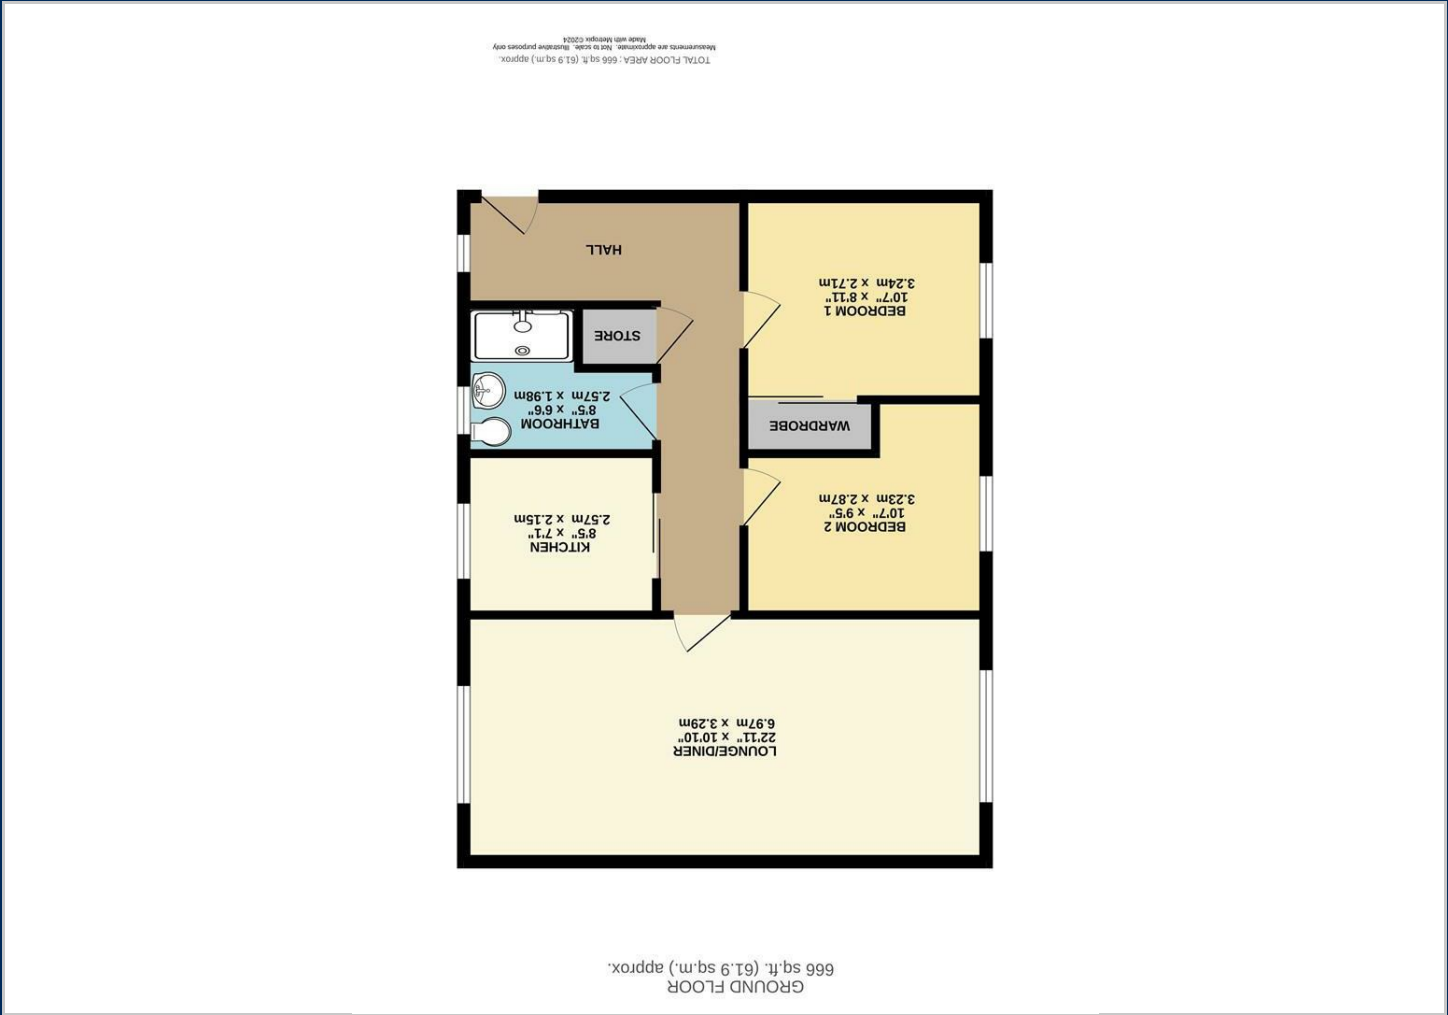 GROUND FLOOR
666 sq.ft. (61.9 sq.m.) approx.
LOUNGE/DINER
22'11" x 10'10"
6.97m x 3.29m
BEDROOM 2
10'7" x 9'5"
3.23m x 2.87m
KITCHEN
8'5" x 7'1"
2.57m x 2.15m
WARDROBE
BATHROOM
8'5" x 6'6"
2.57m x 1.98m
STORE
BEDROOM 1
10'7" x 8'11"
3.24m x 2.71m
HALL
TOTAL FLOOR AREA : 666 sq.ft. (61.9 sq.m.) approx.
Measurements are approximate. Not to scale. Illustrative purposes only
Made with Metropix ©2024